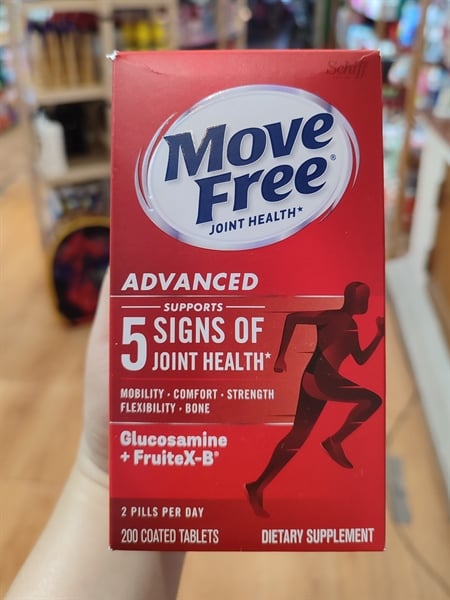 Schiff
Move
Free®
JOINT HEALTH*
ADVANCED
SUPPORTS
5 SIGNS OF
JOINT HEALTH*
MOBILITY • COMFORT • STRENGTH
FLEXIBILITY • BONE
Glucosamine
+ FruiteX-B®
2 PILLS PER DAY
200 COATED TABLETS
DIETARY SUPPLEMENT